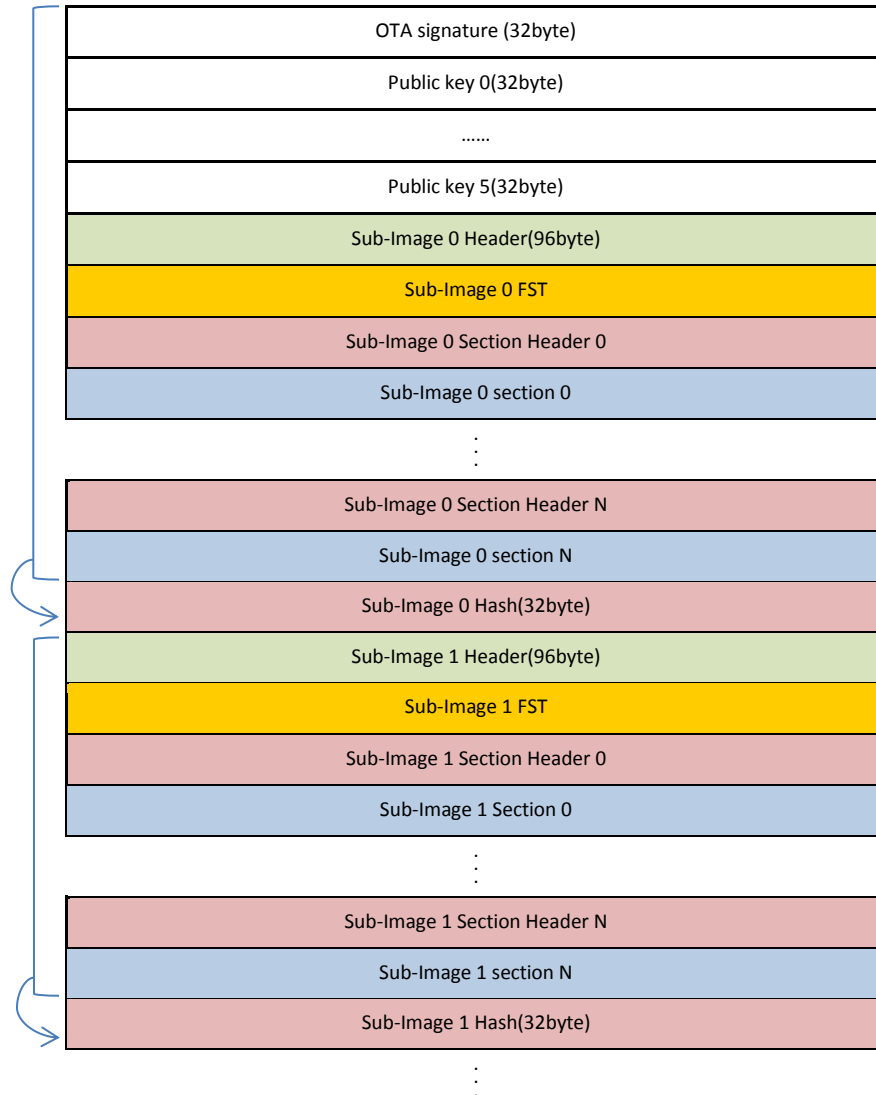 OTA signature (32byte)
Public key 0(32byte)
......
Public key 5(32byte)
Sub-Image 0 Header(96byte)
Sub-Image 0 FST
Sub-Image 0 Section Header 0
Sub-Image 0 section 0
Sub-Image 0 Section Header N
Sub-Image 0 section N
Sub-Image 0 Hash(32byte)
Sub-Image 1 Header(96byte)
Sub-Image 1 FST
Sub-Image 1 Section Header 0
Sub-Image 1 Section 0
Sub-Image 1 Section Header N
Sub-Image 1 section N
Sub-Image 1 Hash(32byte)